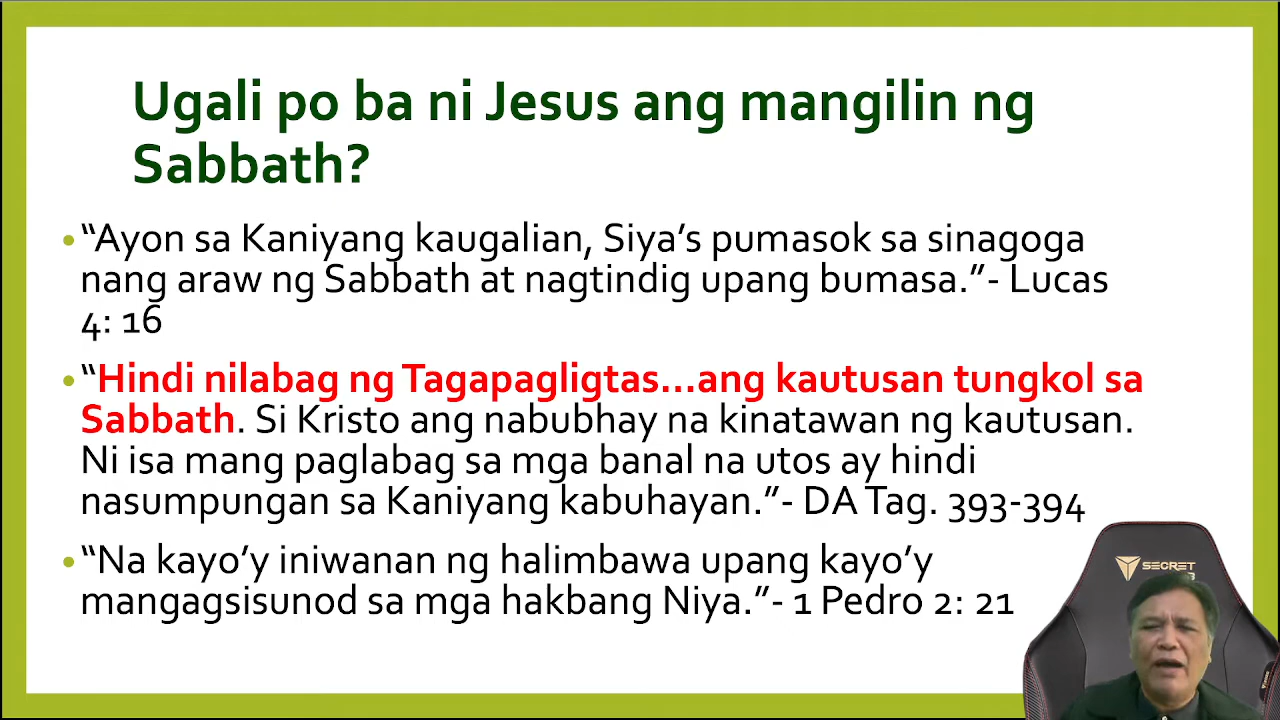 Ugali po ba ni Jesus ang mangilin ng
Sabbath?
• “Ayon sa Kaniyang kaugalian, Siya’s pumasok sa sinagoga
nang araw ng Sabbath at nagtindig upang bumasa.”- Lucas
4: 16
• “Hindi nilabag ng Tagapagligtas...ang kautusan tungkol sa
Sabbath. Si Kristo ang nabubhay na kinatawan ng kautusan.
Ni isa mang paglabag sa mga banal na utos ay hindi
nasumpungan sa Kaniyang kabuhayan.”- DA Tag. 393-394
• “Na kayo’y iniwanan ng halimbawa upang kayo’y
mangagsisunod sa mga hakbang Niya.”- 1 Pedro 2: 21
SECRET